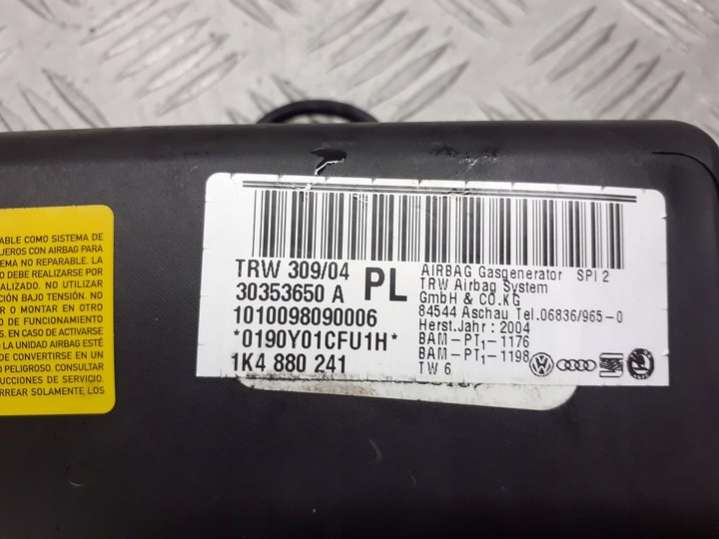 ABLE COMO SISTEMA DE
JEROS CON AIRBAG PARA
EMA NO REPARABLE. LA
O DEBE REALIZARSE POR
CIÓN. NO UTILIZAR
CIÓN BAJO TENSIÓN. NO
R O MONTAR EN OTRO
DE FUNCIONAMIENTO
S. EN CASO DE ACTIVARSE
LA UNIDAD AIRBAG ESTÉ
DE CONVERTIRSE EN UN
O PELIGROSO. CONSULTAR
UCCIONES DE SERVICIO.
RREAR SOLAMENTE LOS
TRW 309/04
30353650 A
PL
1010098090006
*0190Y01CFU1H*
1K4 880 241
AIRBAG Gasgenerator SPI 2
TRW Airbag System
GmbH & CO.KG
84544 Aschau Tel.06836/965-0
Herst.Jahr: 2004
BAM-PT1-1176
BAM-PT1-1198
TW 6